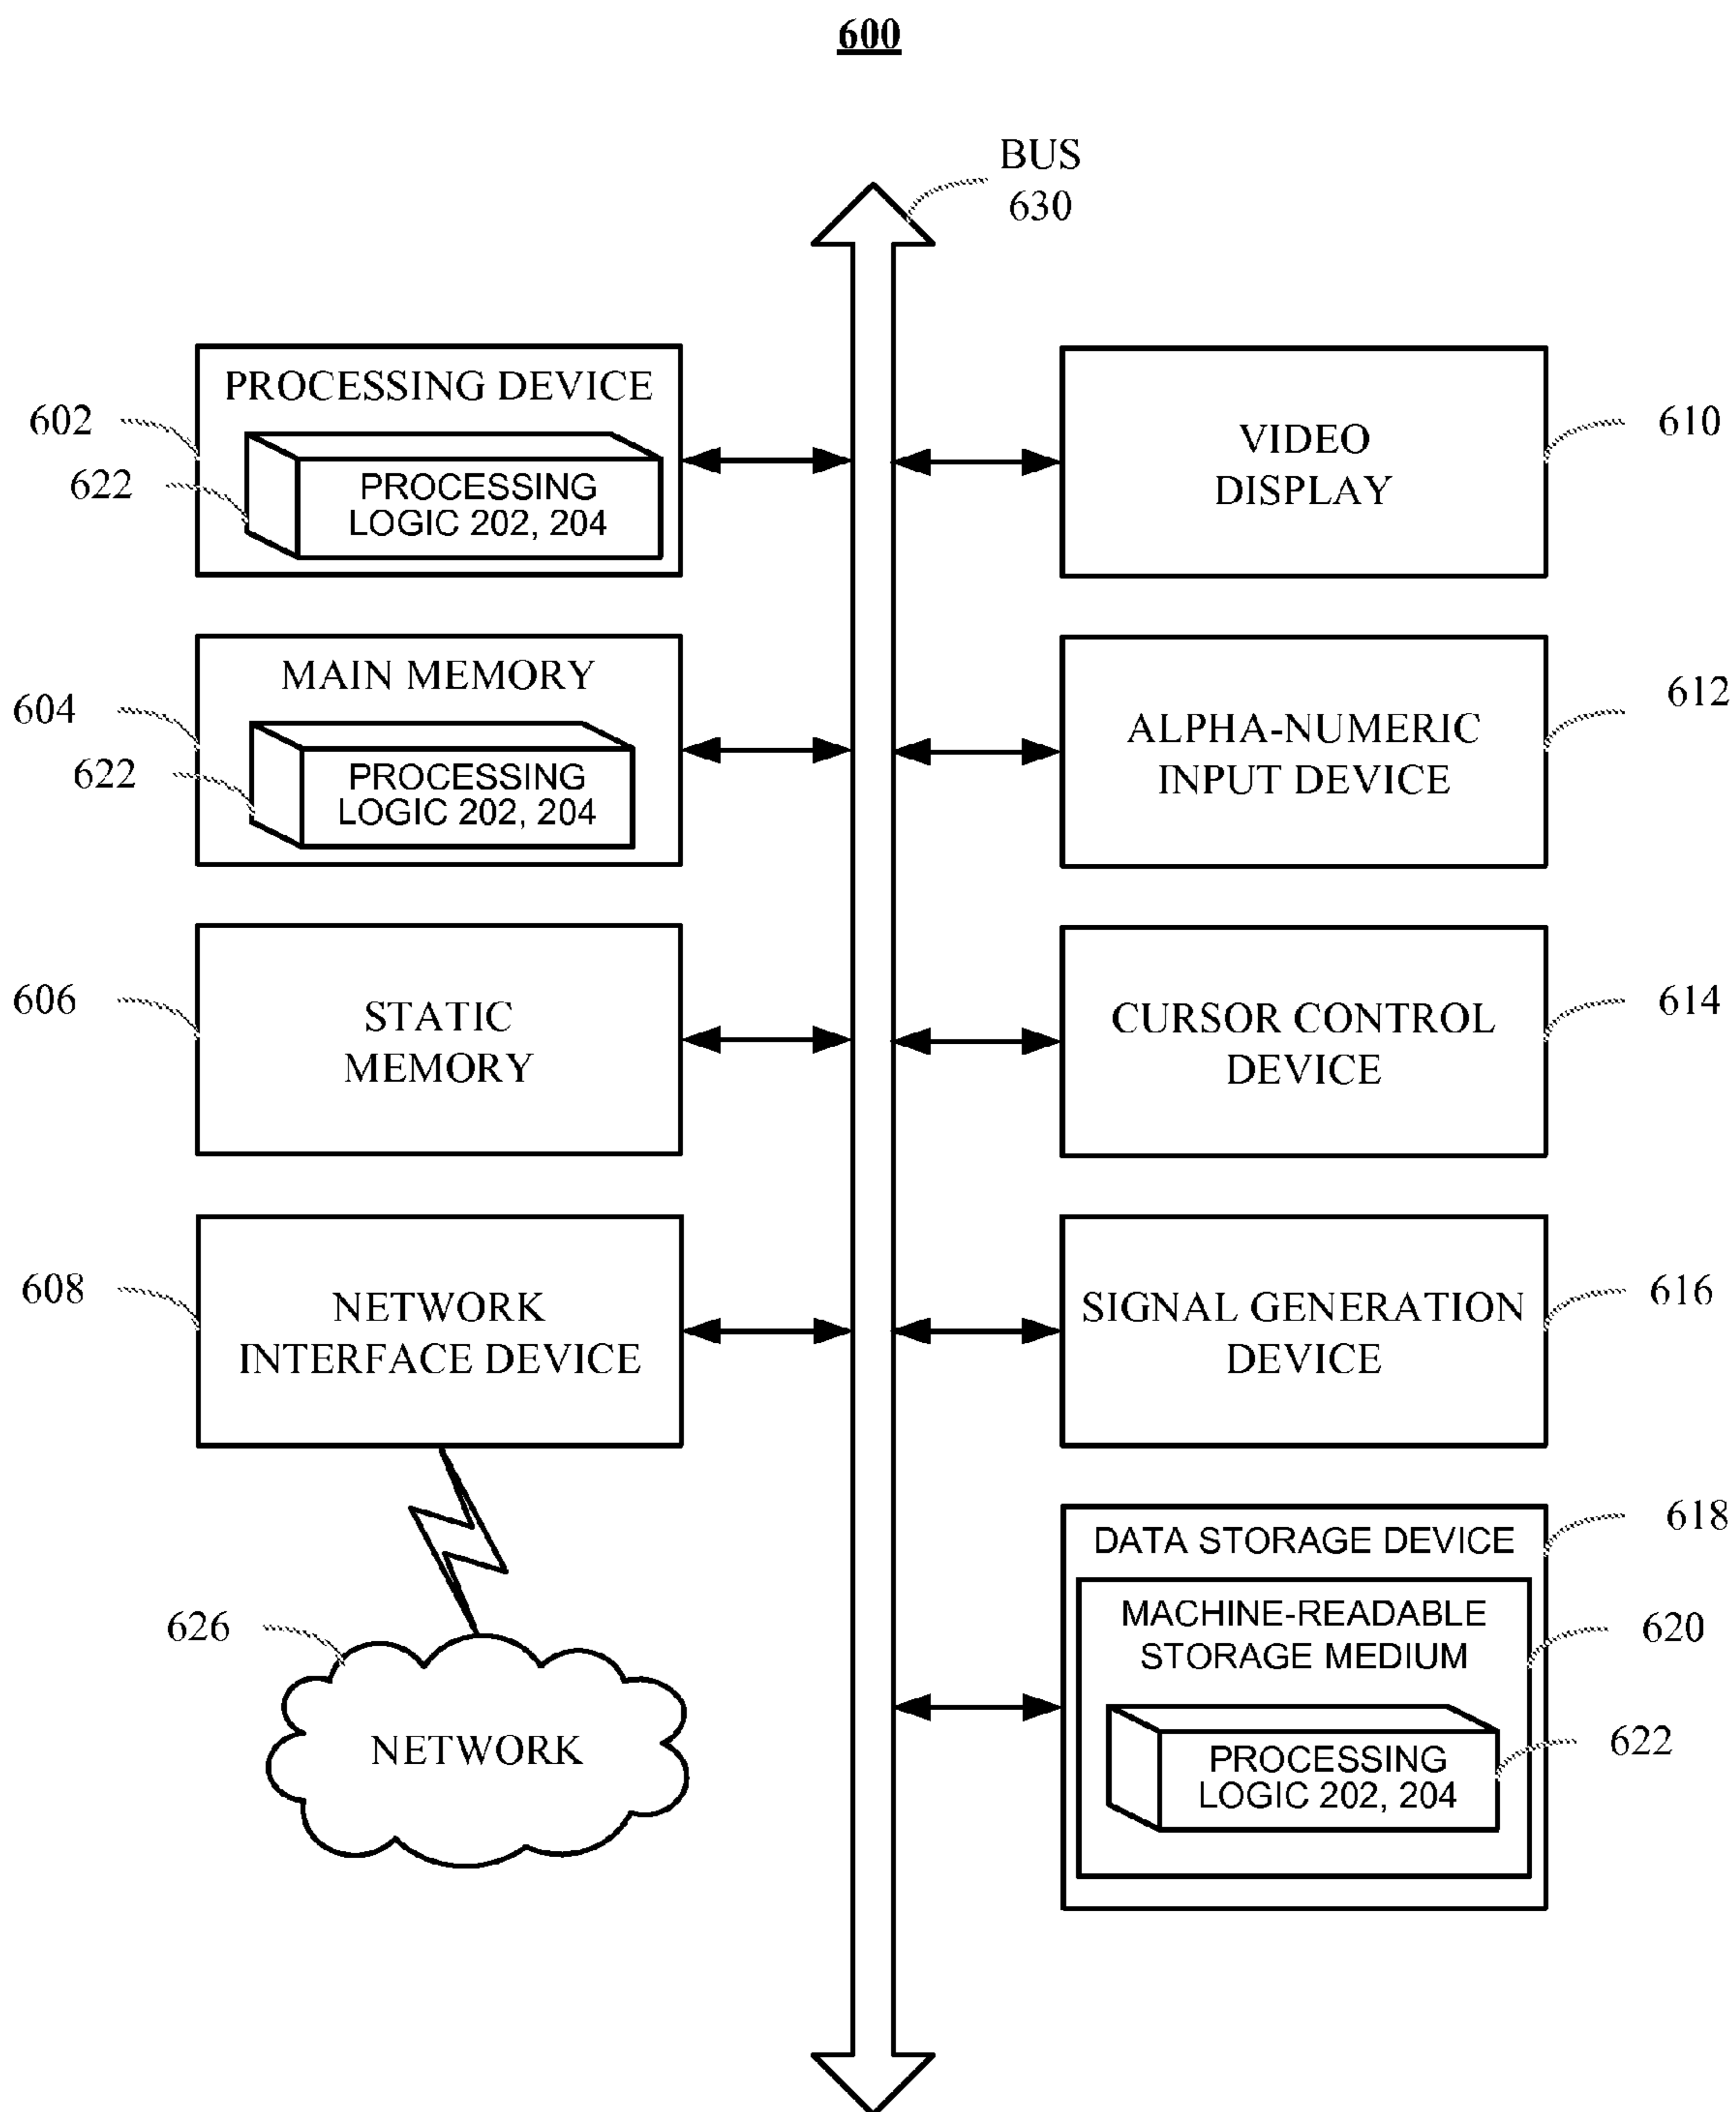 600
BUS
630
PROCESSING DEVICE
602
622
PROCESSING
LOGIC 202, 204
VIDEO
DISPLAY
610
MAIN MEMORY
604
622
PROCESSING
LOGIC 202, 204
ALPHA-NUMERIC
INPUT DEVICE
612
606
STATIC
MEMORY
CURSOR CONTROL
DEVICE
614
608
NETWORK
INTERFACE DEVICE
SIGNAL GENERATION
DEVICE
616
626
NETWORK
DATA STORAGE DEVICE
618
MACHINE-READABLE
STORAGE MEDIUM
620
PROCESSING
LOGIC 202, 204
622